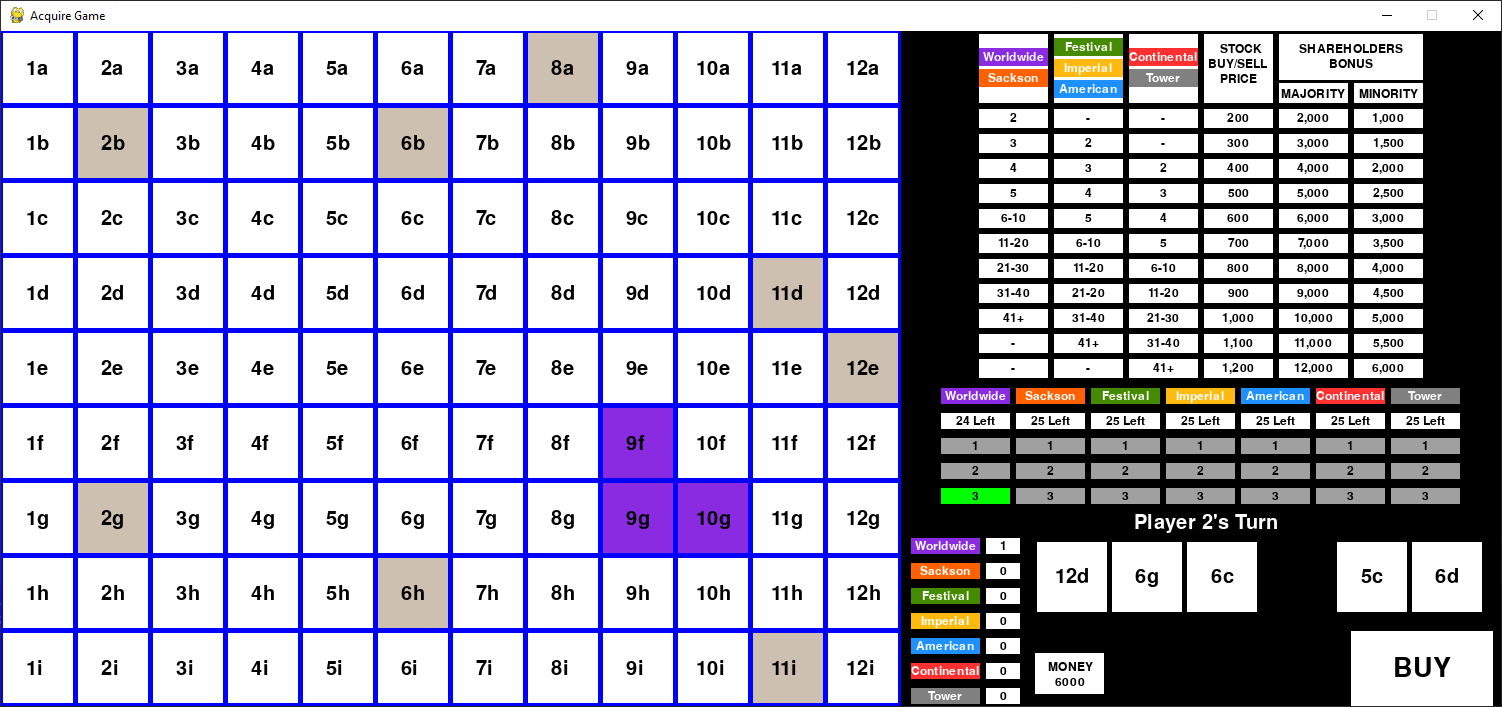 Acquire Game
1a 2a 3a 4a 5a 6a 7a 8a 9a 10a 11a 12a
1b 2b 3b 4b 5b 6b 7b 8b 9b 10b 11b 12b
1c 2c 3c 4c 5c 6c 7c 8c 9c 10c 11c 12c
1d 2d 3d 4d 5d 6d 7d 8d 9d 10d 11d 12d
1e 2e 3e 4e 5e 6e 7e 8e 9e 10e 11e 12e
1f 2f 3f 4f 5f 6f 7f 8f 9f 10f 11f 12f
1g 2g 3g 4g 5g 6g 7g 8g 9g 10g 11g 12g
1h 2h 3h 4h 5h 6h 7h 8h 9h 10h 11h 12h
1i 2i 3i 4i 5i 6i 7i 8i 9i 10i 11i 12i
Worldwide
Sackson
Festival
Imperial
American
Continental
Tower
STOCK
BUY/SELL
PRICE
SHAREHOLDERS
BONUS
MAJORITY MINORITY
2 - - 200 2,000 1,000
3 2 - 300 3,000 1,500
4 3 2 400 4,000 2,000
5 4 3 500 5,000 2,500
6-10 5 4 600 6,000 3,000
11-20 6-10 5 700 7,000 3,500
21-30 11-20 6-10 800 8,000 4,000
31-40 21-20 11-20 900 9,000 4,500
41+ 31-40 21-30 1,000 10,000 5,000
- 41+ 31-40 1,100 11,000 5,500
- - 41+ 1,200 12,000 6,000
Worldwide Sackson Festival Imperial American Continental Tower
24 Left 25 Left 25 Left 25 Left 25 Left 25 Left 25 Left
1 1 1 1 1 1 1
2 2 2 2 2 2 2
3 3 3 3 3 3 3
Player 2's Turn
Worldwide 1
Sackson 0
Festival 0
Imperial 0
American 0
Continental 0
Tower 0
12d 6g 6c 5c 6d
MONEY
6000
BUY